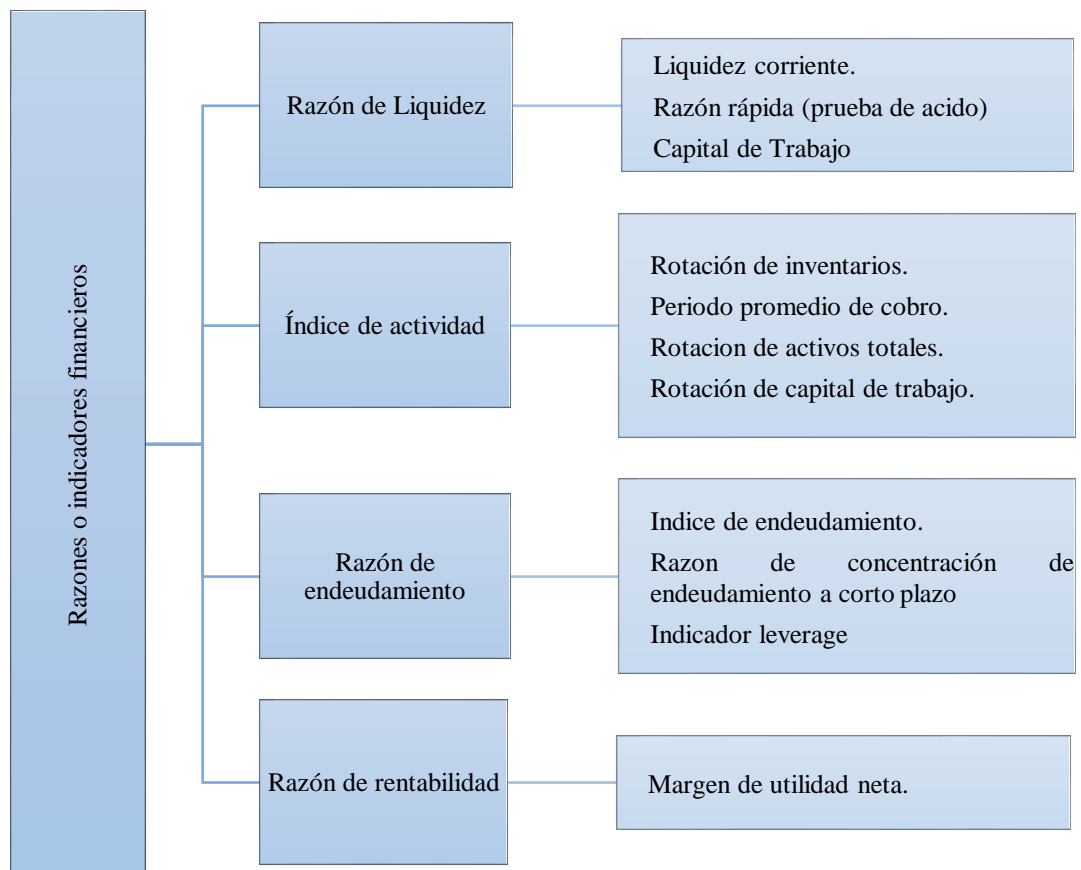 Razones o indicadores financieros
Razón de Liquidez
Liquidez corriente.
Razón rápida (prueba de acido)
Capital de Trabajo
Índice de actividad
Rotación de inventarios.
Periodo promedio de cobro.
Rotacion de activos totales.
Rotación de capital de trabajo.
Razón de
endeudamiento
Indice de endeudamiento.
Razon de concentración de
endeudamiento a corto plazo
Indicador leverage
Razón de rentabilidad
Margen de utilidad neta.